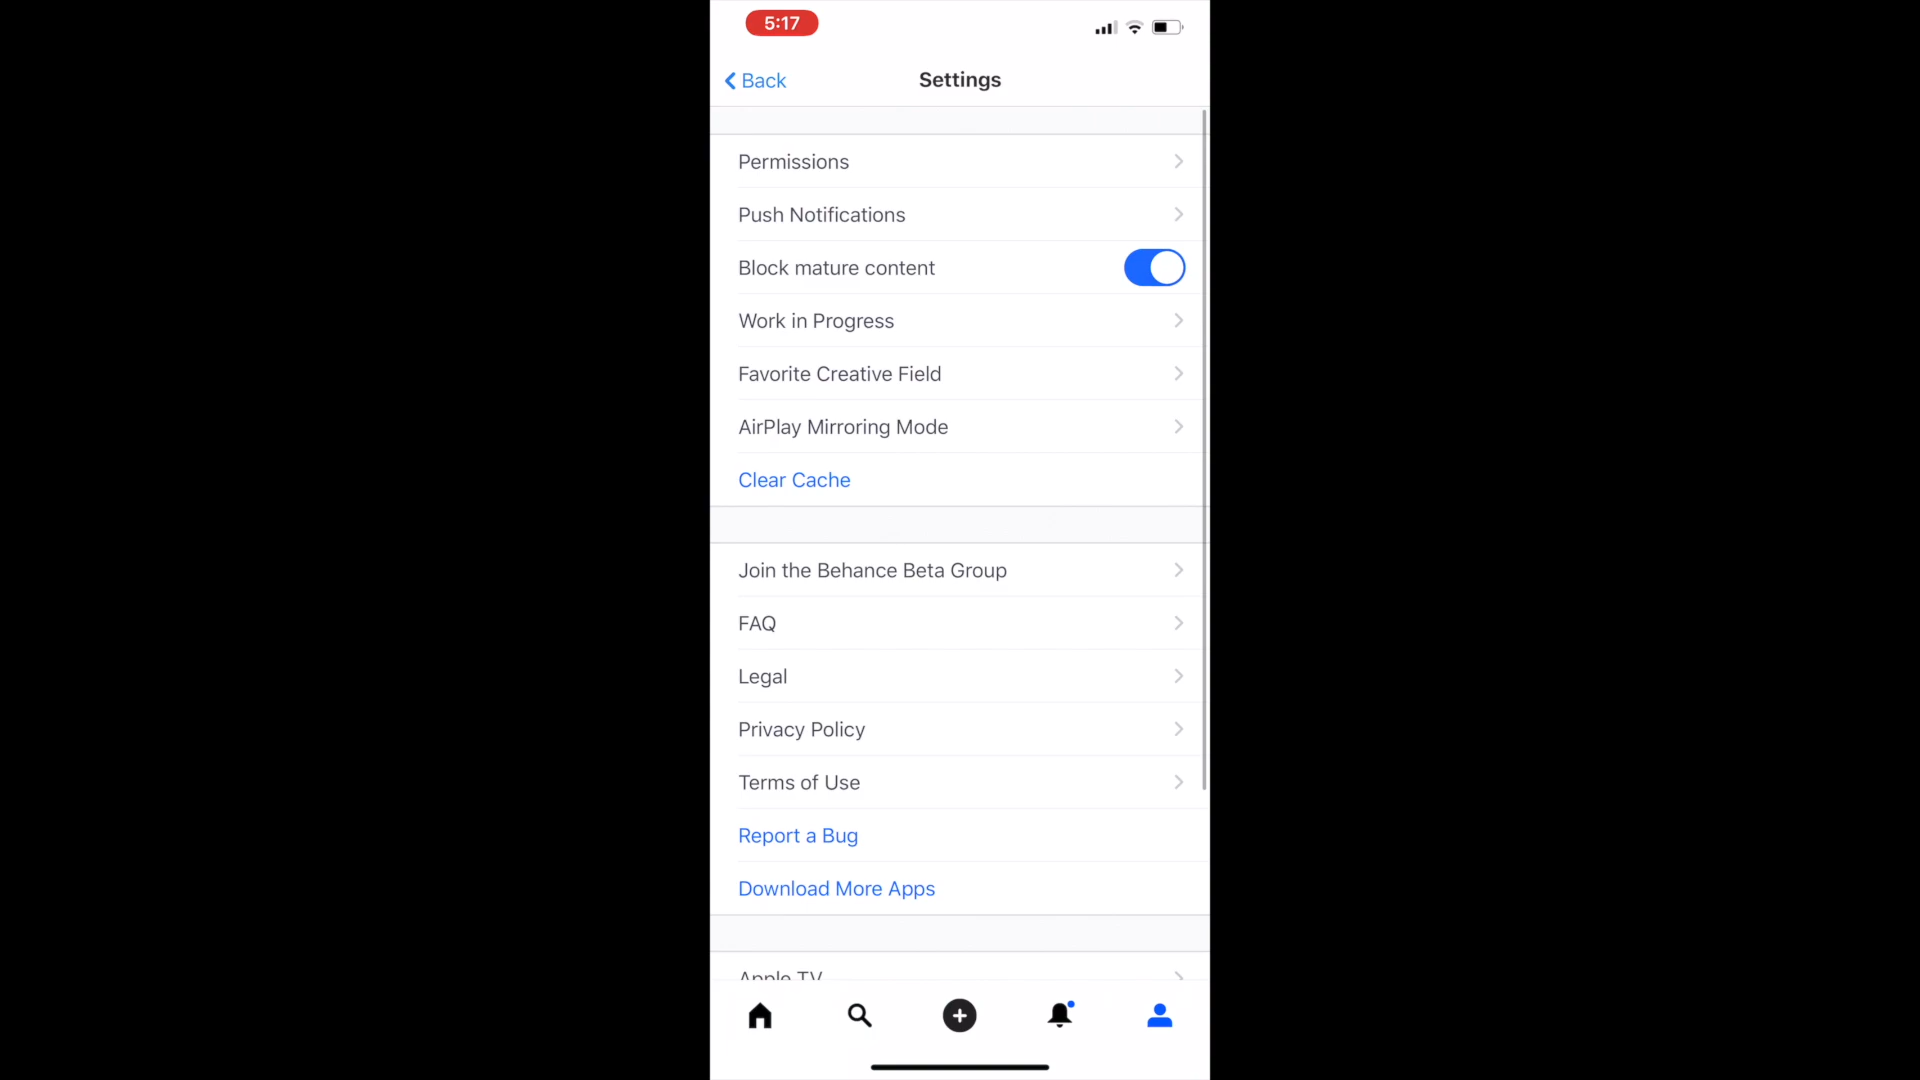 5:17
Back
Settings
Permissions
Push Notifications
Block mature content
Work in Progress
Favorite Creative Field
AirPlay Mirroring Mode
Clear Cache
Join the Behance Beta Group
FAQ
Legal
Privacy Policy
Terms of Use
Report a Bug
Download More Apps
Apple TV